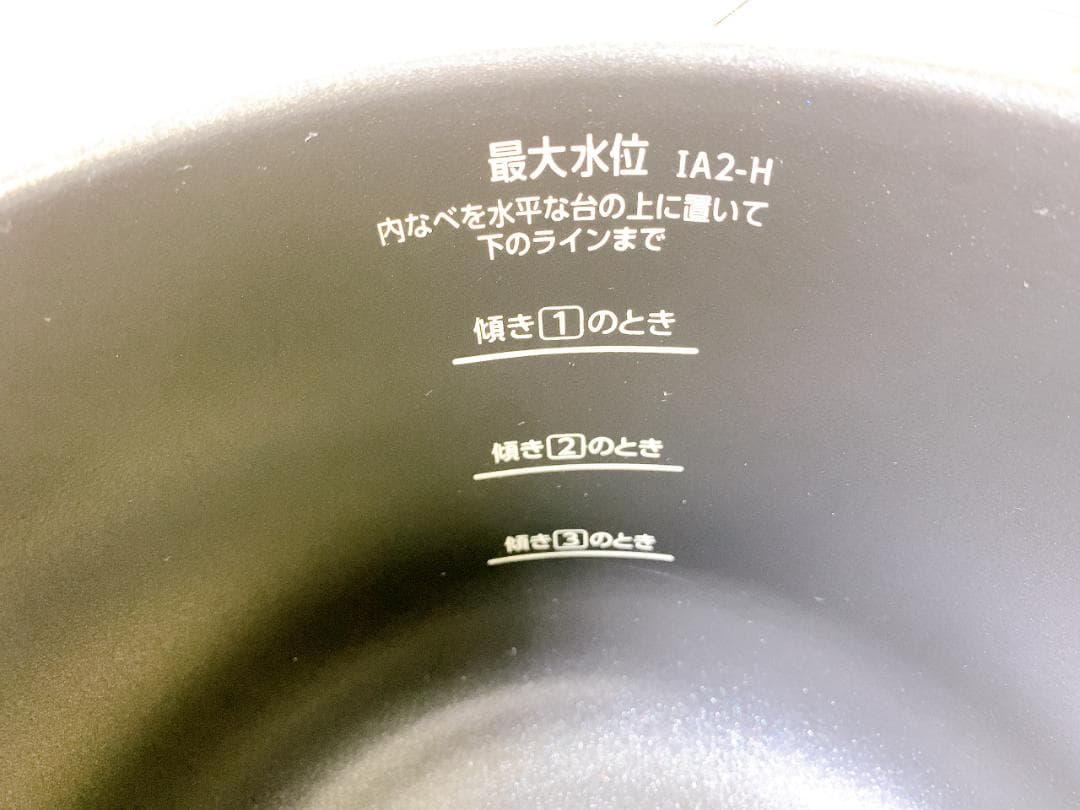 最大水位 IA2-H
内なべを水平な台の上に置いて
下のラインまで
傾き1のとき
傾き2のとき
傾き3のとき